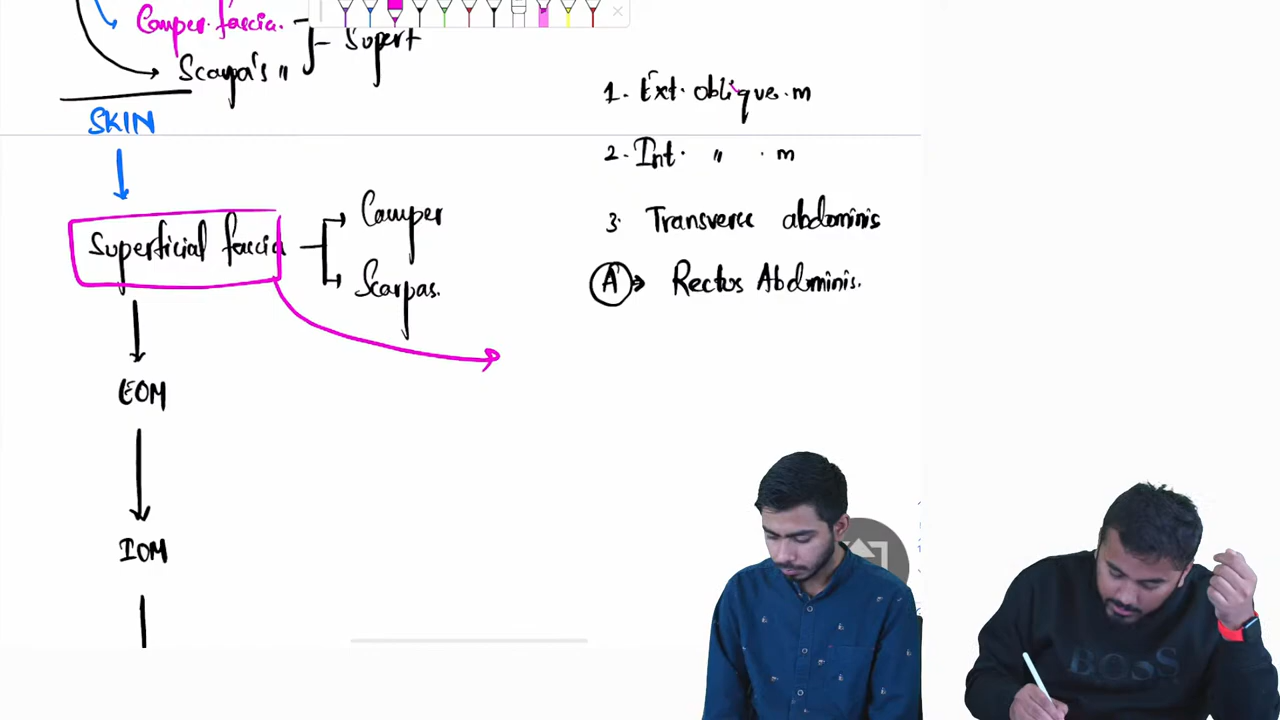 Camper fascia.
Scarpa's "
Superf
SKIN
Superficial fascia
Camper
Scarpas.
EOM
IOM
1. Ext. oblique. m
2. Int. " . m
3. Transverse abdominis
A Rectus Abdominis.
BOSS